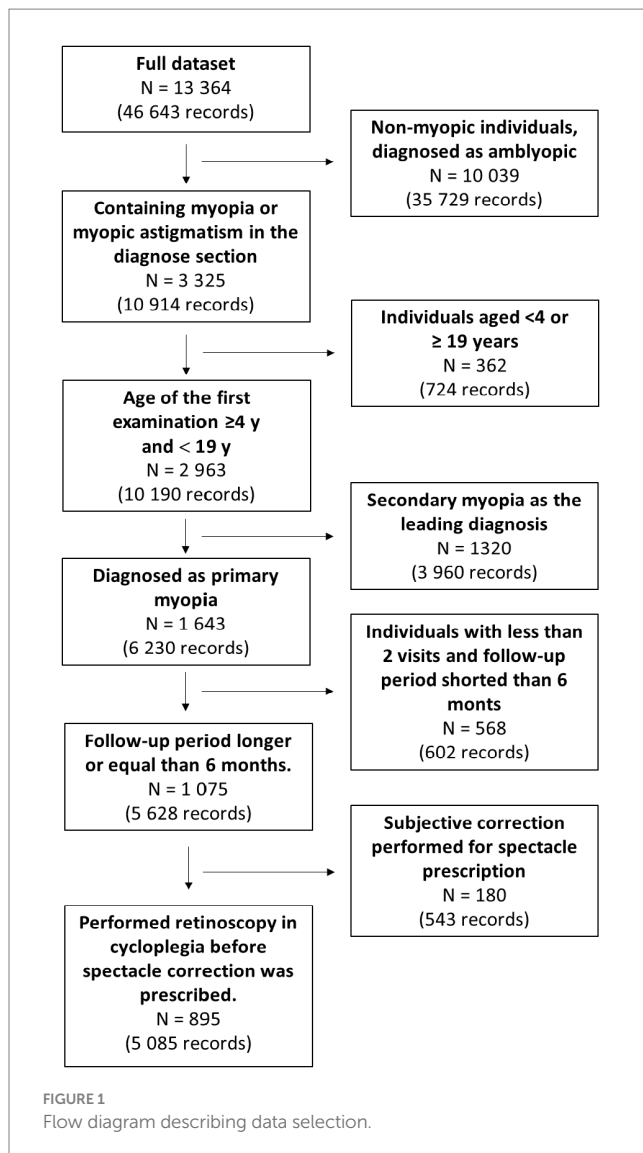 Full dataset
N = 13 364
(46 643 records)
Non-myopic individuals,
diagnosed as amblyopic
N = 10 039
(35 729 records)
Containing myopia or
myopic astigmatism in the
diagnose section
N = 3 325
(10 914 records)
Individuals aged <4 or
≥ 19 years
N = 362
(724 records)
Age of the first
examination ≥4 y
and < 19 y
N = 2 963
(10 190 records)
Secondary myopia as the
leading diagnosis
N = 1320
(3 960 records)
Diagnosed as primary
myopia
N = 1 643
(6 230 records)
Individuals with less than
2 visits and follow-up
period shorted than 6
monts
N = 568
(602 records)
Follow-up period longer
or equal than 6 months.
N = 1 075
(5 628 records)
Subjective correction
performed for spectacle
prescription
N = 180
(543 records)
Performed retinoscopy in
cycloplegia before
spectacle correction was
prescribed.
N = 895
(5 085 records)
FIGURE 1
Flow diagram describing data selection.